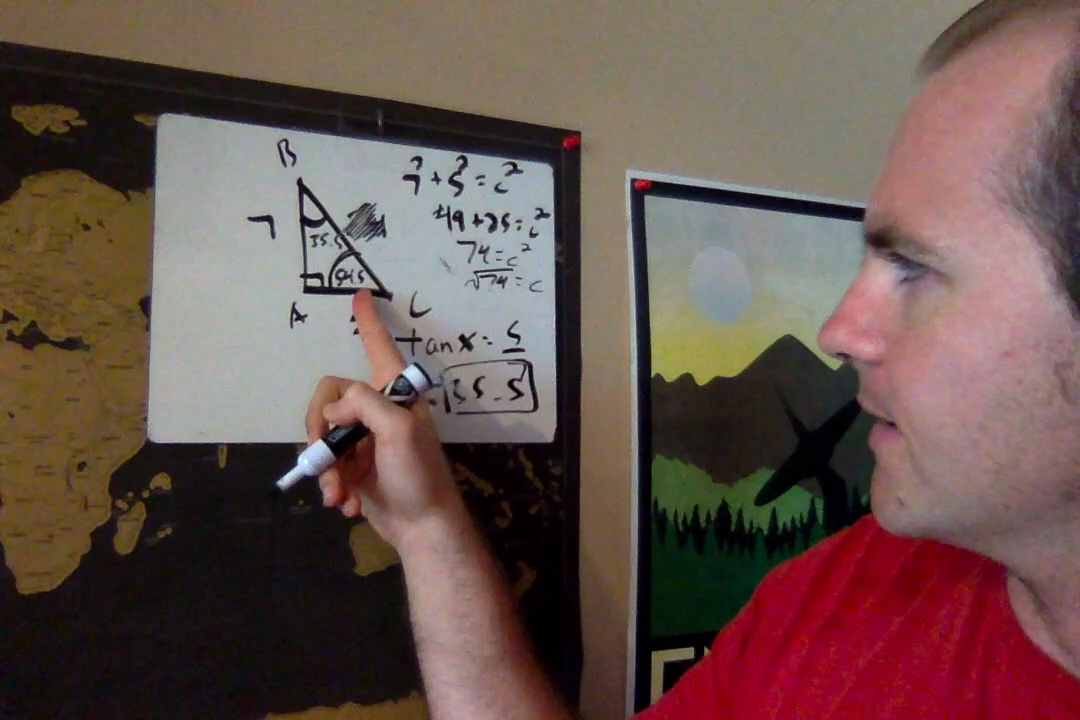 B
7
35.5
54.5
A
C
7² + 5² = c²
49 + 25 = c²
74 = c²
√74 = c
tan x = 5
35.5